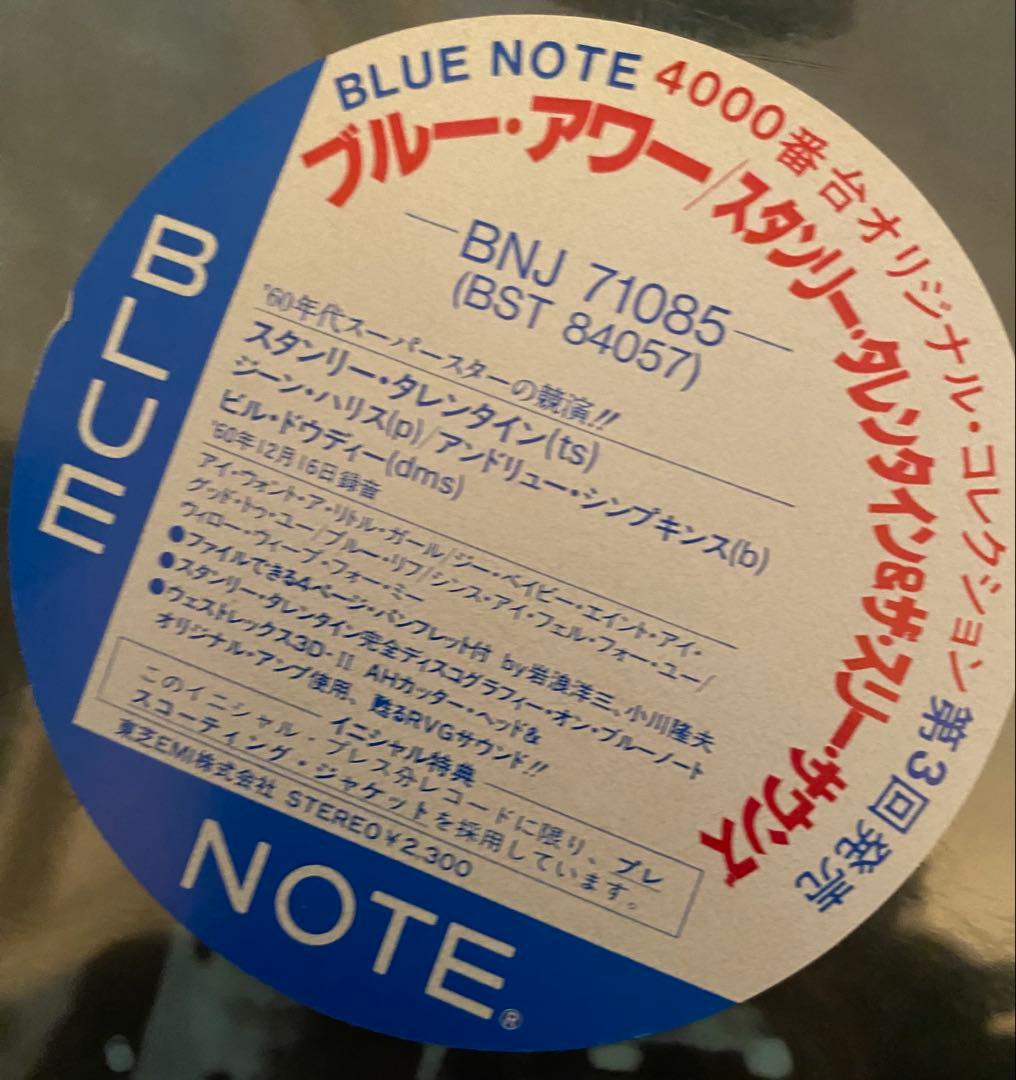 BLUE NOTE 4000番台オリジナル・コレクション 第3回発売
ブルー・アワー/スタンリー・タレンタイン&ザ・スリー・サウンズ
BNJ 71085
(BST 84057)
'60年代スーパースターの競演!!
スタンリー・タレンタイン(ts)
ジーン・ハリス(p)/アンドリュー・シンプキンス(b)
ビル・ドウディー(dms)
'60年12月16日録音
アイ・ウォント・ア・リトル・ガール/ジー・ベイビー・エイント・アイ・
グッド・トゥ・ユー/ブルー・リフ/シンス・アイ・フェル・フォー・ユー/
ウィロー・ウィープ・フォー・ミー
●ファイルできる4ページ・パンフレット付 by岩浪洋三、小川隆夫
●スタンリー・タレンタイン完全ディスコグラフィー・オン・ブルーノート
●ウェストレックス3D-II AHカッター・ヘッド&
オリジナル・アンプ使用、甦るRVGサウンド!!
イニシャル特典
このイニシャル・プレス分レコードに限り、プレ
スコーティング・ジャケットを採用しています。
東芝EMI株式会社 STEREO ¥2,300
BLUE
NOTE®